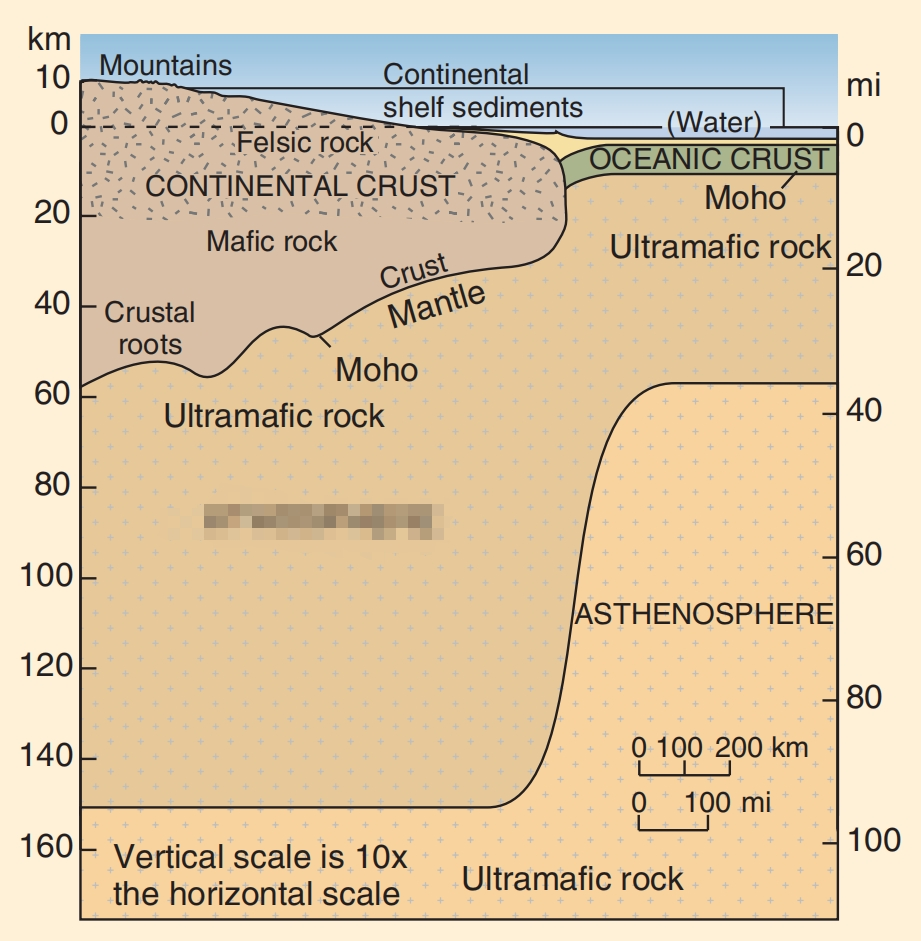 km
Mountains
10
Continental
shelf sediments
mi
0
(Water)
0
Felsic rock
OCEANIC CRUST
CONTINENTAL CRUST
Moho
20
Mafic rock
Ultramafic rock
20
Crust
Mantle
40
Crustal
roots
Moho
60
Ultramafic rock
40
80
60
100
ASTHENOSPHERE
120
80
140
0 100 200 km
0 100 mi
160
100
Vertical scale is 10x
the horizontal scale
Ultramafic rock